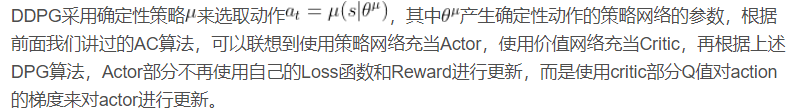 DDPG采用确定性策略μ来选取动作a_t = μ(s|θ^μ)，其中θ^μ产生确定性动作的策略网络的参数，根据
前面我们讲过的AC算法，可以联想到使用策略网络充当Actor，使用价值网络充当Critic，再根据上述
DPG算法，Actor部分不再使用自己的Loss函数和Reward进行更新，而是使用critic部分Q值对action
的梯度来对actor进行更新。